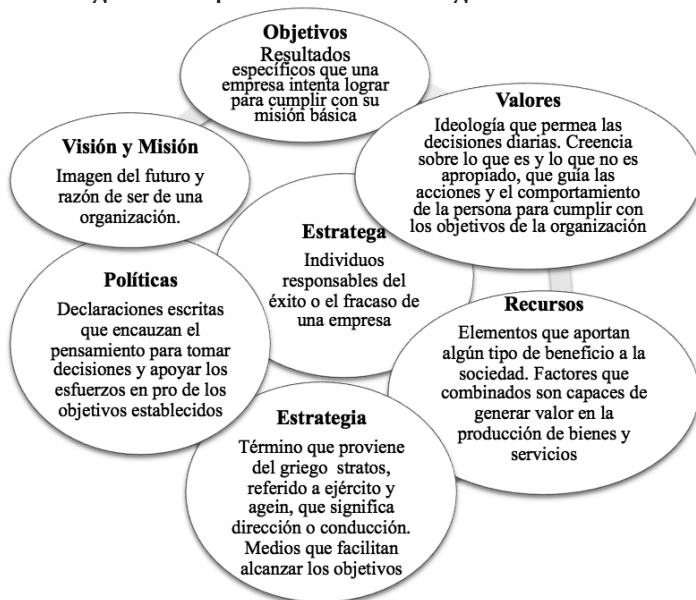 Objetivos
Resultados
específicos que una
empresa intenta lograr
para cumplir con su
misión básica
Valores
Ideología que permea las
decisiones diarias. Creencia
sobre lo que es y lo que no es
apropiado, que guía las
acciones y el comportamiento
de la persona para cumplir con
los objetivos de la organización
Visión y Misión
Imagen del futuro y
razón de ser de una
organización.
Estratega
Individuos
responsables del
éxito o el fracaso de
una empresa
Políticas
Declaraciones escritas
que encauzan el
pensamiento para tomar
decisiones y apoyar los
esfuerzos en pro de los
objetivos establecidos
Recursos
Elementos que aportan
algún tipo de beneficio a la
sociedad. Factores que
combinados son capaces de
generar valor en la
producción de bienes y
servicios
Estrategia
Término que proviene
del griego stratos,
referido a ejército y
agein, que significa
dirección o conducción.
Medios que facilitan
alcanzar los objetivos